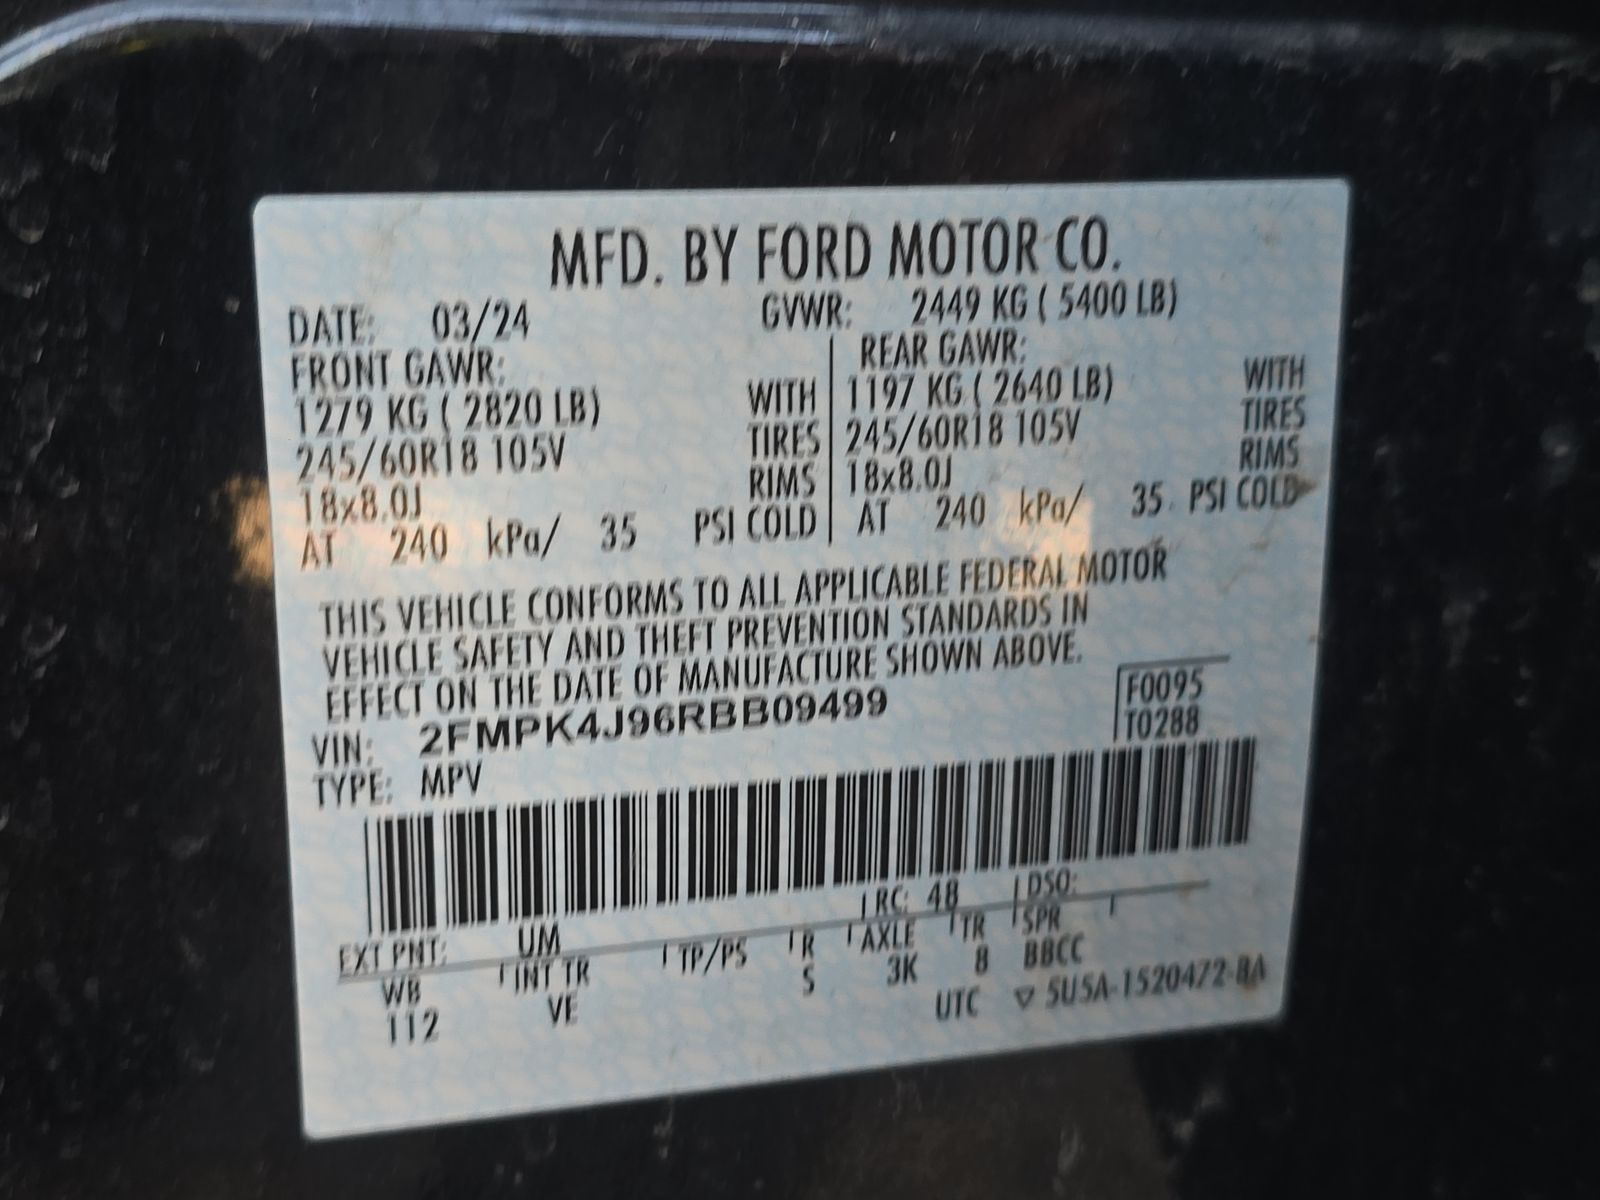 MFD. BY FORD MOTOR CO.
DATE: 03/24 GVWR: 2449 KG ( 5400 LB)
FRONT GAWR: REAR GAWR:
1279 KG ( 2820 LB) WITH 1197 KG ( 2640 LB) WITH
245/60R18 105V TIRES 245/60R18 105V TIRES
18x8.0J RIMS 18x8.0J RIMS
AT 240 kPa/ 35 PSI COLD AT 240 kPa/ 35 PSI COLD
THIS VEHICLE CONFORMS TO ALL APPLICABLE FEDERAL MOTOR
VEHICLE SAFETY AND THEFT PREVENTION STANDARDS IN
EFFECT ON THE DATE OF MANUFACTURE SHOWN ABOVE.
VIN: 2FMPK4J96RBB09499
F0095
T0288
TYPE: MPV
EXT PNT: UM RC: 48 DSO:
WB INT TR TP/PS R AXLE TR SPR
112 VE S 3K 8 BBCC
UTC ▽ 5U5A-1520472-BA